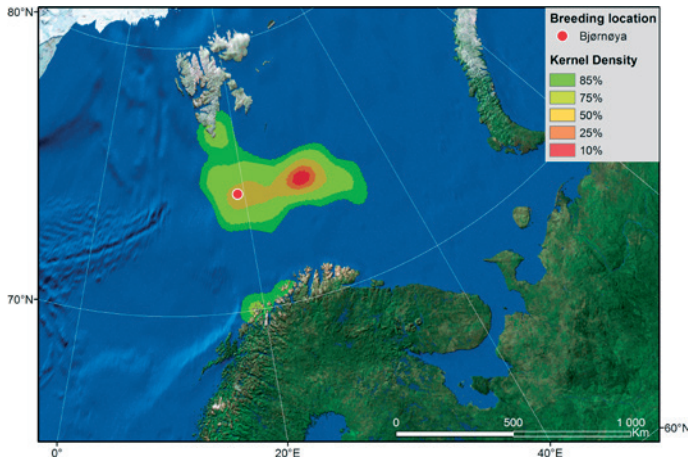 80°N
Breeding location
Bjørnøya
Kernel Density
85%
75%
50%
25%
10%
70°N
0 500 1 000
Km
60°N
0° 20°E 40°E